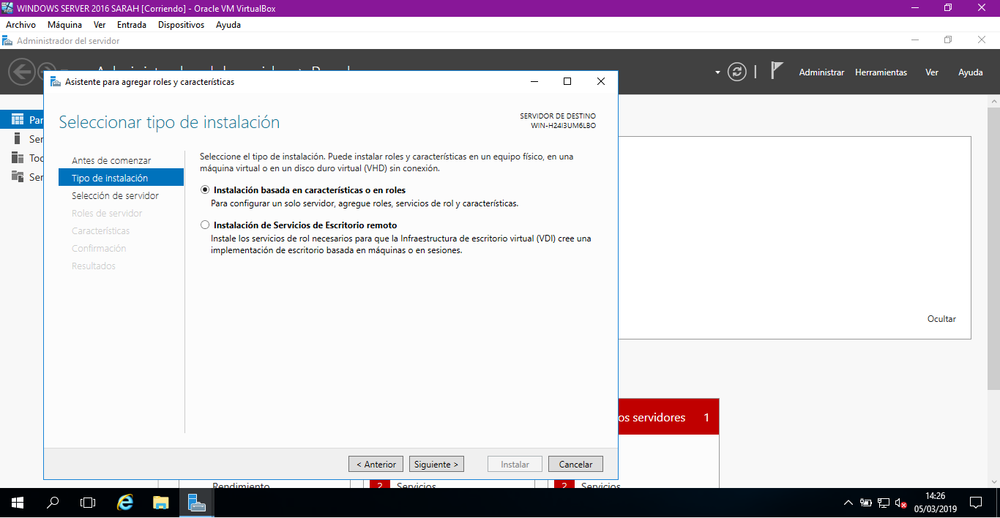 WINDOWS SERVER 2016 SARAH [Corriendo] - Oracle VM VirtualBox
Archivo Máquina Ver Entrada Dispositivos Ayuda
Administrador del servidor
Administrar Herramientas Ver Ayuda
Asistente para agregar roles y características
Seleccionar tipo de instalación
SERVIDOR DE DESTINO
WIN-H24I3UM6LBO
Antes de comenzar
Tipo de instalación
Selección de servidor
Roles de servidor
Características
Confirmación
Resultados
Seleccione el tipo de instalación. Puede instalar roles y características en un equipo físico, en una
máquina virtual o en un disco duro virtual (VHD) sin conexión.
Instalación basada en características o en roles
Para configurar un solo servidor, agregue roles, servicios de rol y características.
Instalación de Servicios de Escritorio remoto
Instale los servicios de rol necesarios para que la Infraestructura de escritorio virtual (VDI) cree una
implementación de escritorio basada en máquinas o en sesiones.
< Anterior Siguiente > Instalar Cancelar
Par
Ser
Toc
Ser
Ocultar
os servidores 1
Rendimiento 2 Servicios 2 Servicios
14:26
05/03/2019